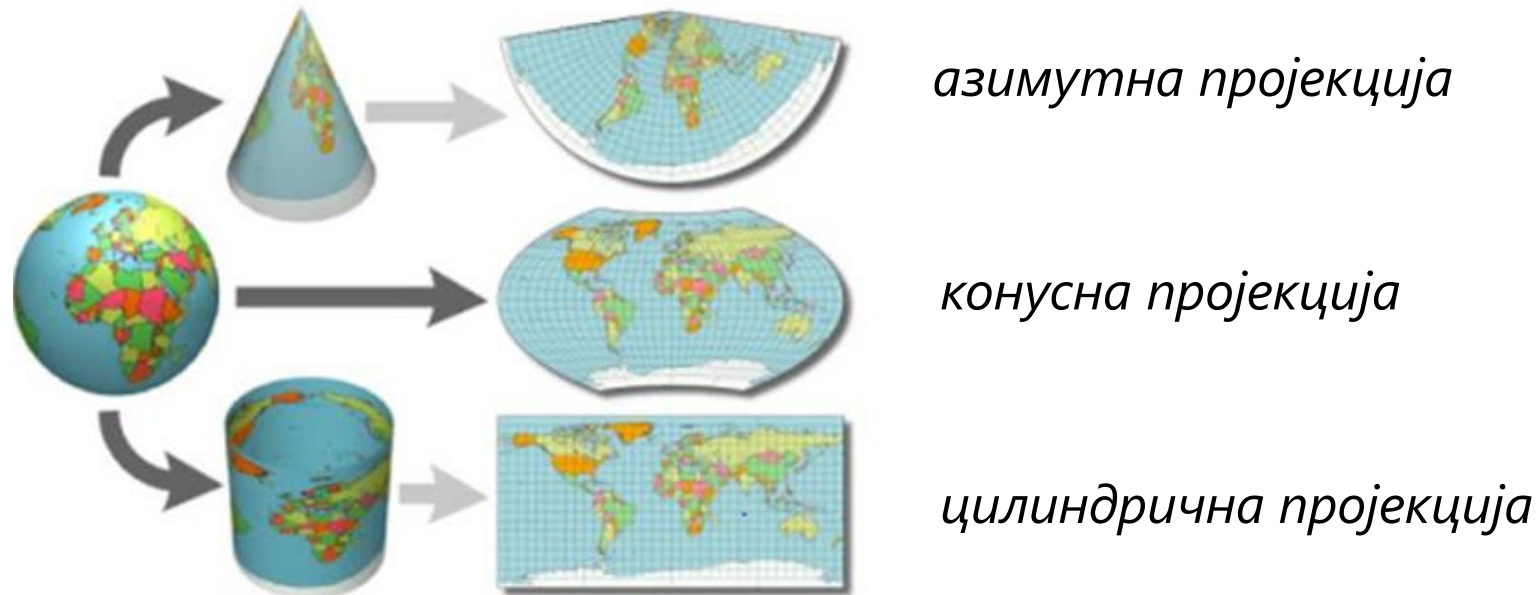 азимутна пројекција
конусна пројекција
цилиндрична пројекција